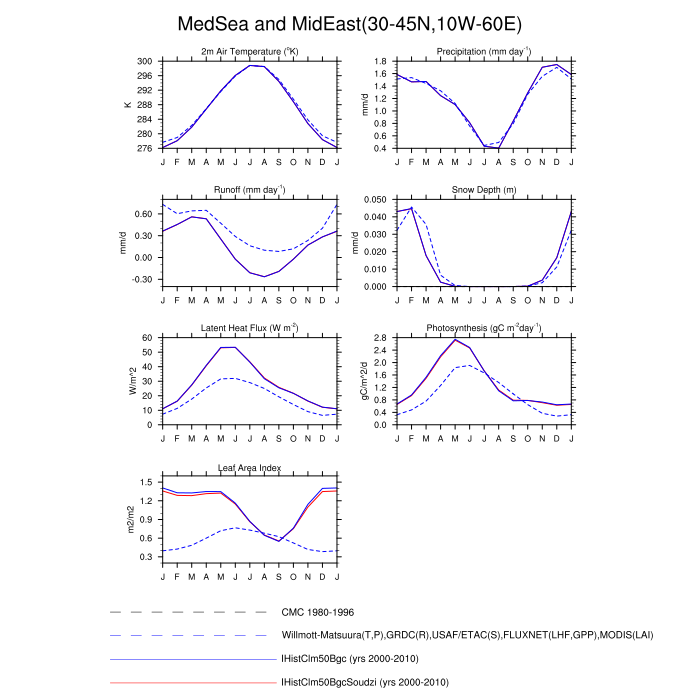 MedSea and MidEast(30-45N,10W-60E)
2m Air Temperature (°K)
Precipitation (mm day⁻¹)
K
300
296
292
288
284
280
276
J F M A M J J A S O N D J
mm/d
1.8
1.6
1.4
1.2
1.0
0.8
0.6
0.4
J F M A M J J A S O N D J
Runoff (mm day⁻¹)
Snow Depth (m)
mm/d
0.60
0.30
0.00
-0.30
J F M A M J J A S O N D J
mm/d
0.050
0.040
0.030
0.020
0.010
0.000
J F M A M J J A S O N D J
Latent Heat Flux (W m⁻²)
Photosynthesis (gC m⁻²day⁻¹)
W/m^2
60
50
40
30
20
10
0
J F M A M J J A S O N D J
gC/m^2/d
2.8
2.4
2.0
1.6
1.2
0.8
0.4
0.0
J F M A M J J A S O N D J
Leaf Area Index
m2/m2
1.5
1.2
0.9
0.6
0.3
J F M A M J J A S O N D J
CMC 1980-1996
Willmott-Matsuura(T,P),GRDC(R),USAF/ETAC(S),FLUXNET(LHF,GPP),MODIS(LAI)
IHistClm50Bgc (yrs 2000-2010)
IHistClm50BgcSoudzi (yrs 2000-2010)